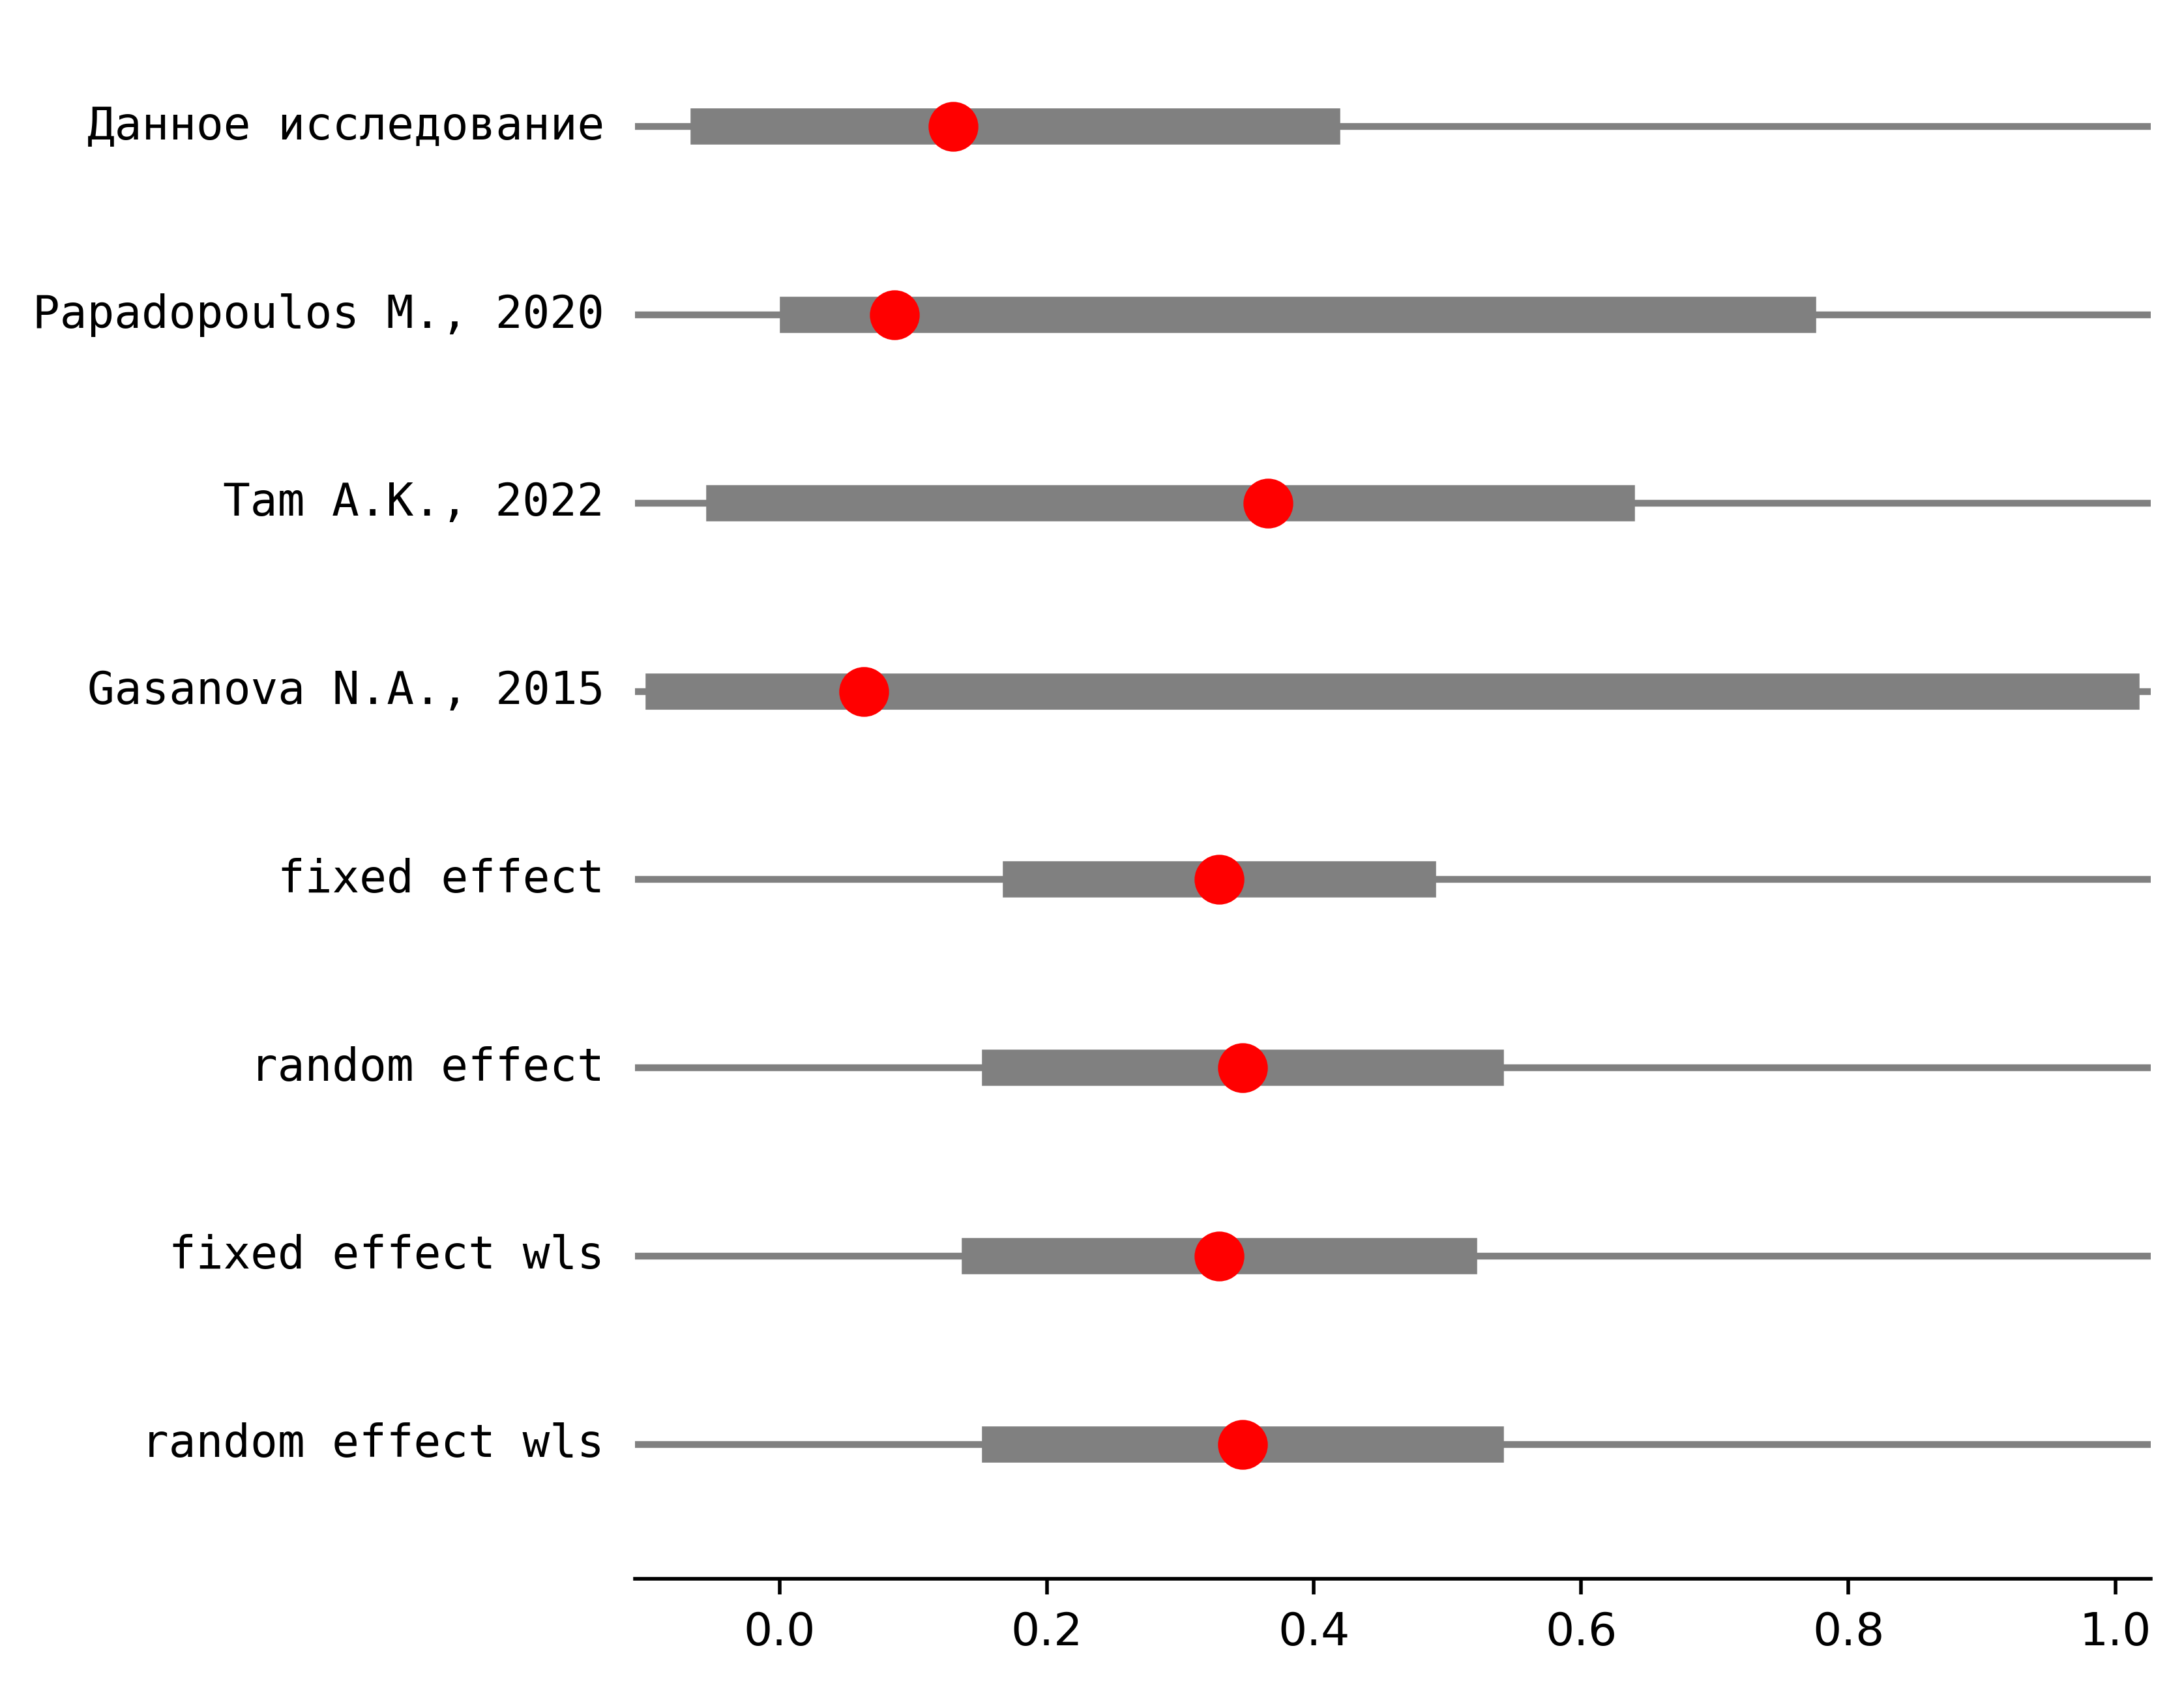 Данное исследование
Papadopoulos M., 2020
Tam A.K., 2022
Gasanova N.A., 2015
fixed effect
random effect
fixed effect wls
random effect wls
0.0 0.2 0.4 0.6 0.8 1.0